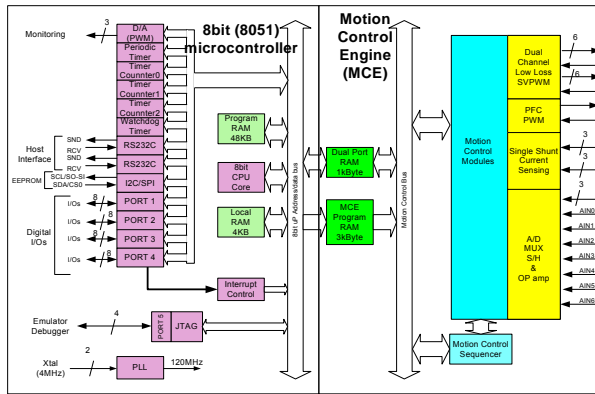 8bit (8051)
microcontroller
Motion
Control
Engine
(MCE)
Monitoring
3
D/A
(PWM)
Periodic
Timer
Timer
Counnter0
Timer
Counnter1
Timer
Counnter2
Watchdog
Timer
Host
Interface
SND
RCV
SND
RCV
RS232C
RS232C
EEPROM
SCL/SO-SI
SDA/CS0
I2C/SPI
Digital
I/Os
I/Os
8
PORT 1
I/Os
8
PORT 2
I/Os
8
PORT 3
I/Os
8
PORT 4
Program
RAM
48KB
8bit
CPU
Core
Local
RAM
4KB
Interrupt
Control
Emulator
Debugger
4
PORT 5
JTAG
Xtal
(4MHz)
2
PLL
120MHz
8bit uP Address/data bus
Dual Port
RAM
1kByte
MCE
Program
RAM
3kByte
Motion Control Bus
Motion
Control
Modules
Motion Control
Sequencer
Dual
Channel
Low Loss
SVPWM
6
6
PFC
PWM
Single Shunt
Current
Sensing
3
3
3
A/D
MUX
S/H
&
OP amp
AIN0
AIN1
AIN2
AIN3
AIN4
AIN5
AIN6